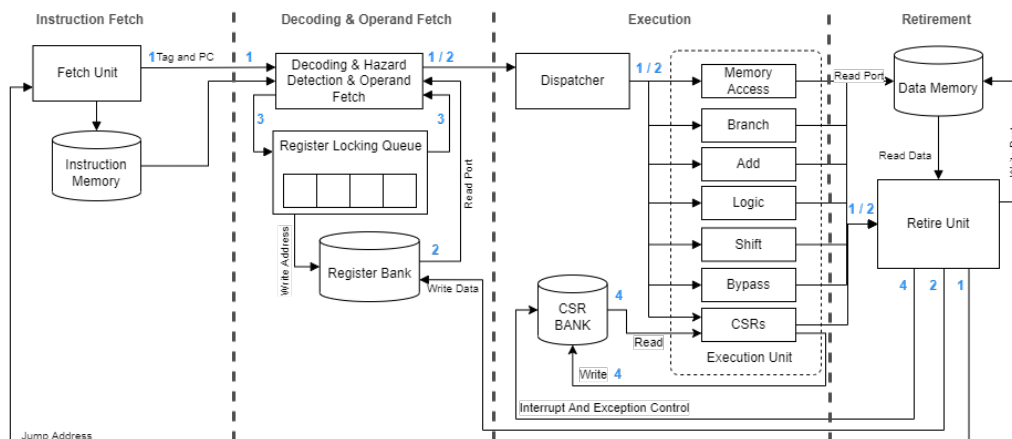 Instruction Fetch
Decoding & Operand Fetch
Execution
Retirement
Fetch Unit
1
Tag and PC
1
Decoding & Hazard
Detection & Operand
Fetch
1 / 2
Dispatcher
1 / 2
Memory
Access
Read Port
Data Memory
Instruction
Memory
3
3
Register Locking Queue
Read Port
Branch
Add
Logic
Shift
Bypass
CSRs
Execution Unit
Read Data
1 / 2
Retire Unit
Write Address
Register Bank
2
Write Data
CSR
BANK
4
Read
Write
4
4
2
1
Interrupt And Exception Control
Jump Address